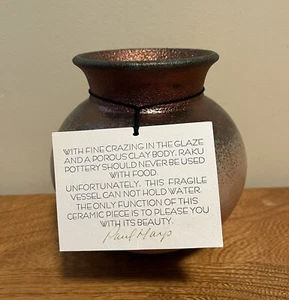 WITH FINE CRAZING IN THE GLAZE
AND A POROUS CLAY BODY, RAKU
POTTERY SHOULD NEVER BE USED
WITH FOOD.
UNFORTUNATELY, THIS FRAGILE
VESSEL CAN NOT HOLD WATER.
THE ONLY FUNCTION OF THIS
CERAMIC PIECE IS TO PLEASE YOU
WITH ITS BEAUTY.
Paul